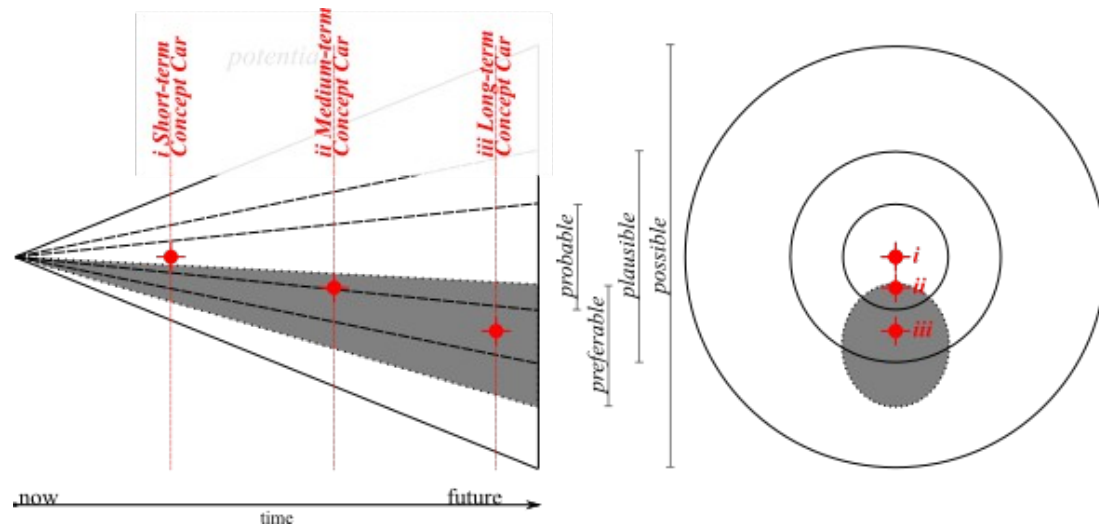 potential
i Short-term
Concept Car
ii Medium-term
Concept Car
iii Long-term
Concept Car
probable
preferable
plausible
possible
i
ii
iii
now
future
time